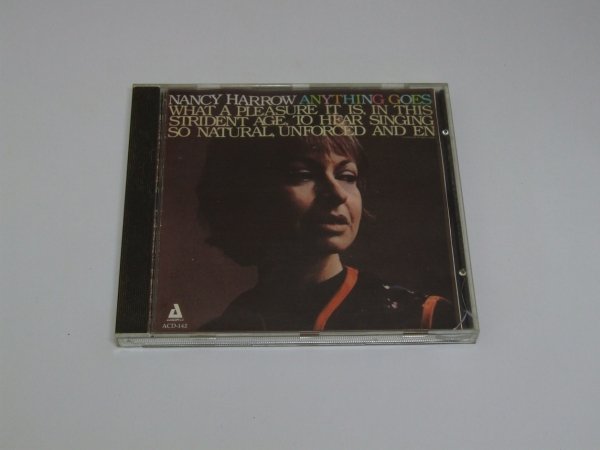 NANCY HARROW ANYTHING GOES
WHAT A PLEASURE IT IS, IN THIS
STRIDENT AGE, TO HEAR SINGING
SO NATURAL, UNFORCED AND EN
ACD-142